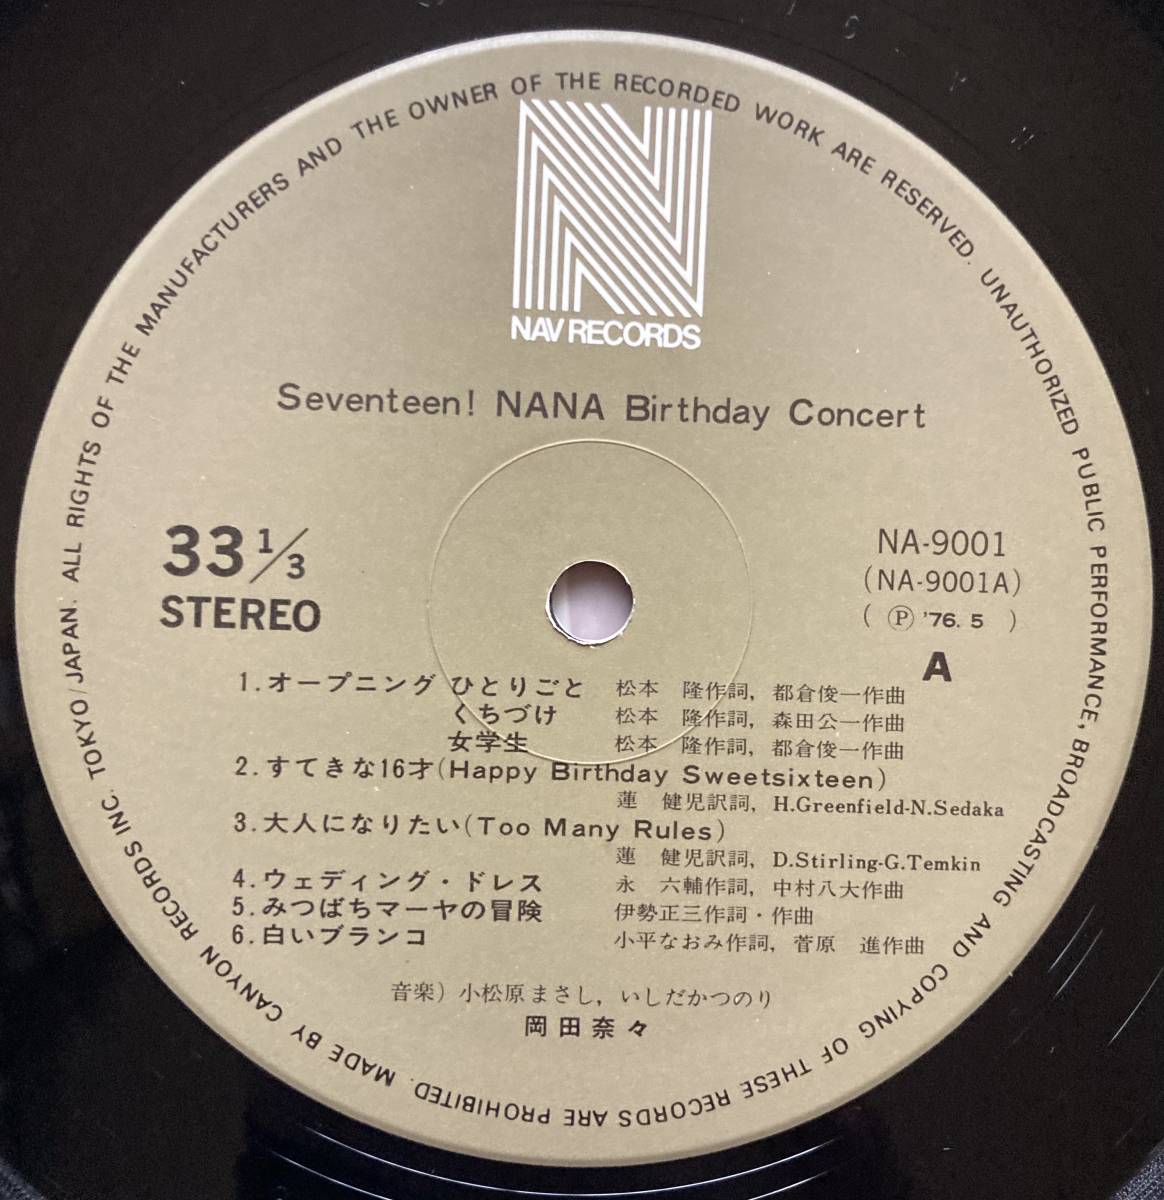 ALL RIGHTS OF THE MANUFACTURERS AND THE OWNER OF THE RECORDED WORK ARE RESERVED. UNAUTHORIZED PUBLIC PERFORMANCE, BROADCASTING AND COPYING OF THESE RECORDS ARE PROHIBITED. MADE BY CANYON RECORDS INC. TOKYO/JAPAN.
NAV RECORDS
Seventeen! NANA Birthday Concert
33 1/3
STEREO
NA-9001
(NA-9001A)
(Ⓟ '76. 5 )
A
1.オープニング ひとりごと 松本 隆作詞, 都倉俊一作曲
くちづけ 松本 隆作詞, 森田公一作曲
女学生 松本 隆作詞, 都倉俊一作曲
2.すてきな16才(Happy Birthday Sweetsixteen)
蓮 健児訳詞, H.Greenfield-N.Sedaka
3.大人になりたい(Too Many Rules)
蓮 健児訳詞, D.Stirling-G.Temkin
4.ウェディング・ドレス 永 六輔作詞, 中村八大作曲
5.みつばちマーヤの冒険 伊勢正三作詞・作曲
6.白いブランコ 小平なおみ作詞, 菅原 進作曲
音楽) 小松原まさし, いしだかつのり
岡田奈々